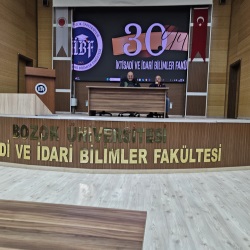 İBF
30
İKTİSADİ VE İDARİ BİLİMLER FAKÜL
BOZOK ÜNİVERSİTESİ
Dİ VE İDARİ BİLİMLER FAKÜLTESİ